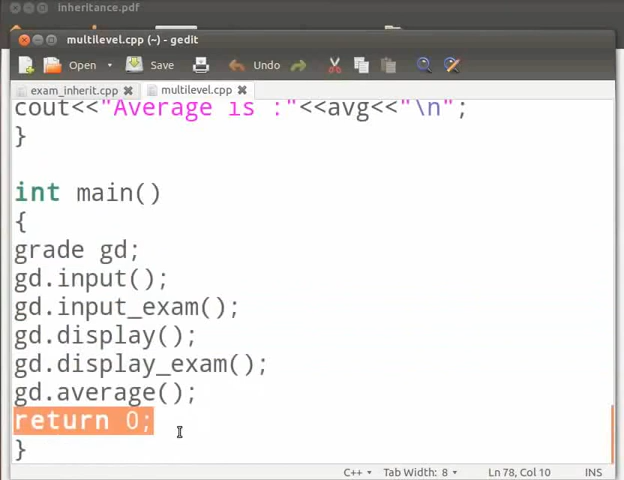 inheritance.pdf
multilevel.cpp (~) - gedit
Open Save Undo
exam_inherit.cpp multilevel.cpp
cout<<"Average is :"<<avg<<"\n";
}
int main()
{
grade gd;
gd.input();
gd.input_exam();
gd.display();
gd.display_exam();
gd.average();
return 0;
}
C++ Tab Width: 8 Ln 78, Col 10 INS